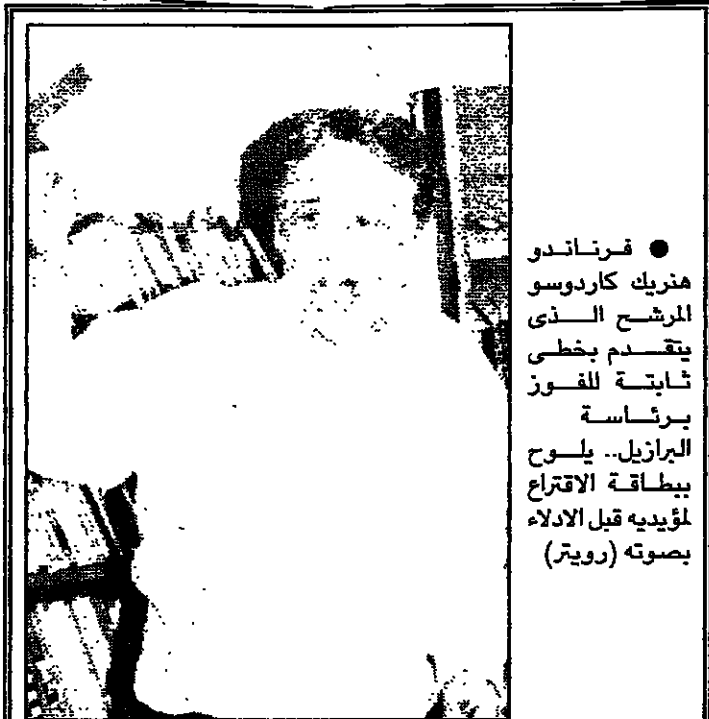 ● فرناندو
هنريك كاردوسو
المرشح الذى
يتقدم بخطى
ثابتة للفوز
برئاسة
البرازيل.. يلوح
ببطاقة الاقتراع
لمؤيديه قبل الادلاء
بصوته (رويتر)